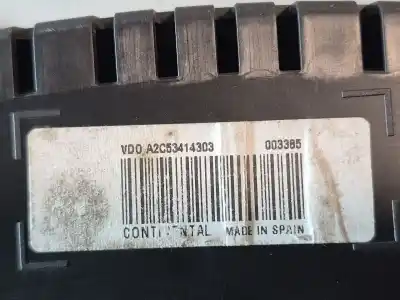 VDO A2C53414303 003385
CONTINENTAL MADE IN SPAIN